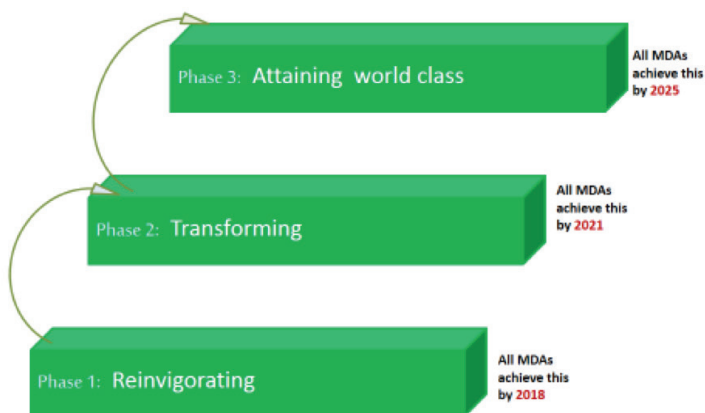 Phase 3: Attaining world class
All MDAs
achieve this
by 2025
Phase 2: Transforming
All MDAs
achieve this
by 2021
Phase 1: Reinvigorating
All MDAs
achieve this
by 2018